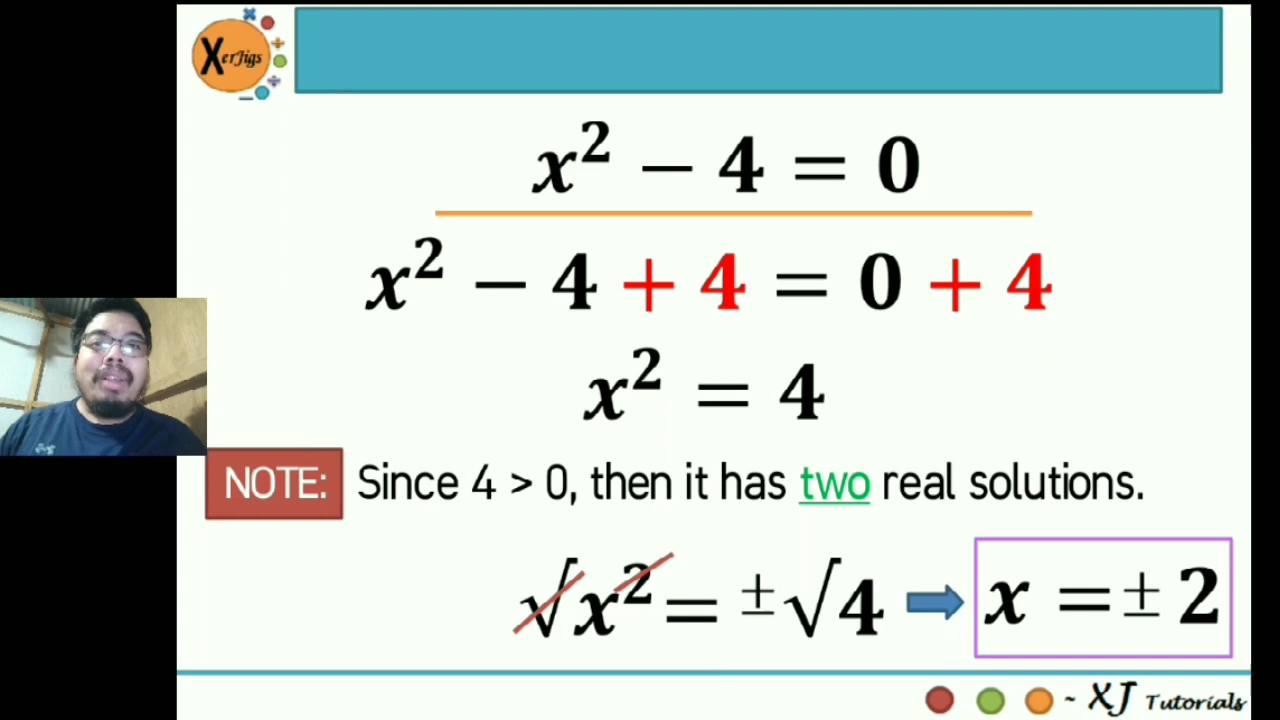 XerJigs
x² − 4 = 0
x² − 4 + 4 = 0 + 4
x² = 4
NOTE: Since 4 > 0, then it has two real solutions.
√x² = ±√4 ➡ x = ± 2
~ XJ Tutorials